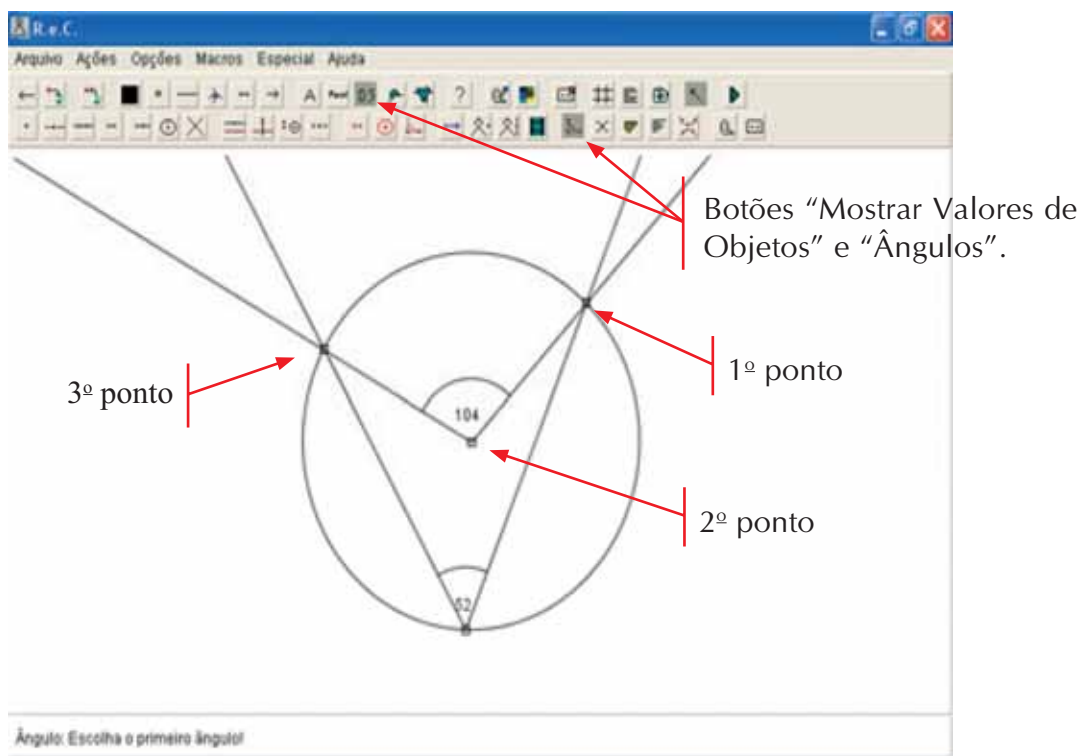 R.e.C.
Arquivo Ações Opções Macros Especial Ajuda
Botões “Mostrar Valores de
Objetos” e “Ângulos”.
1º ponto
3º ponto
104
2º ponto
52
Ângulo: Escolha o primeiro ângulo!